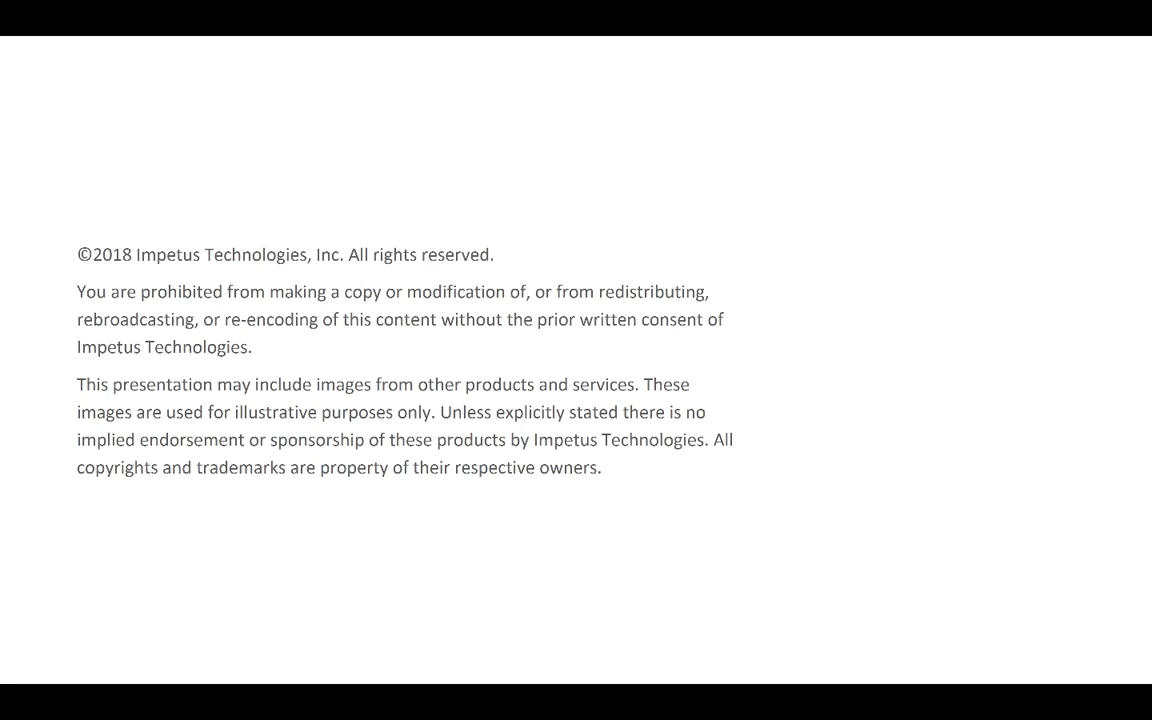 ©2018 Impetus Technologies, Inc. All rights reserved.
You are prohibited from making a copy or modification of, or from redistributing,
rebroadcasting, or re-encoding of this content without the prior written consent of
Impetus Technologies.
This presentation may include images from other products and services. These
images are used for illustrative purposes only. Unless explicitly stated there is no
implied endorsement or sponsorship of these products by Impetus Technologies. All
copyrights and trademarks are property of their respective owners.